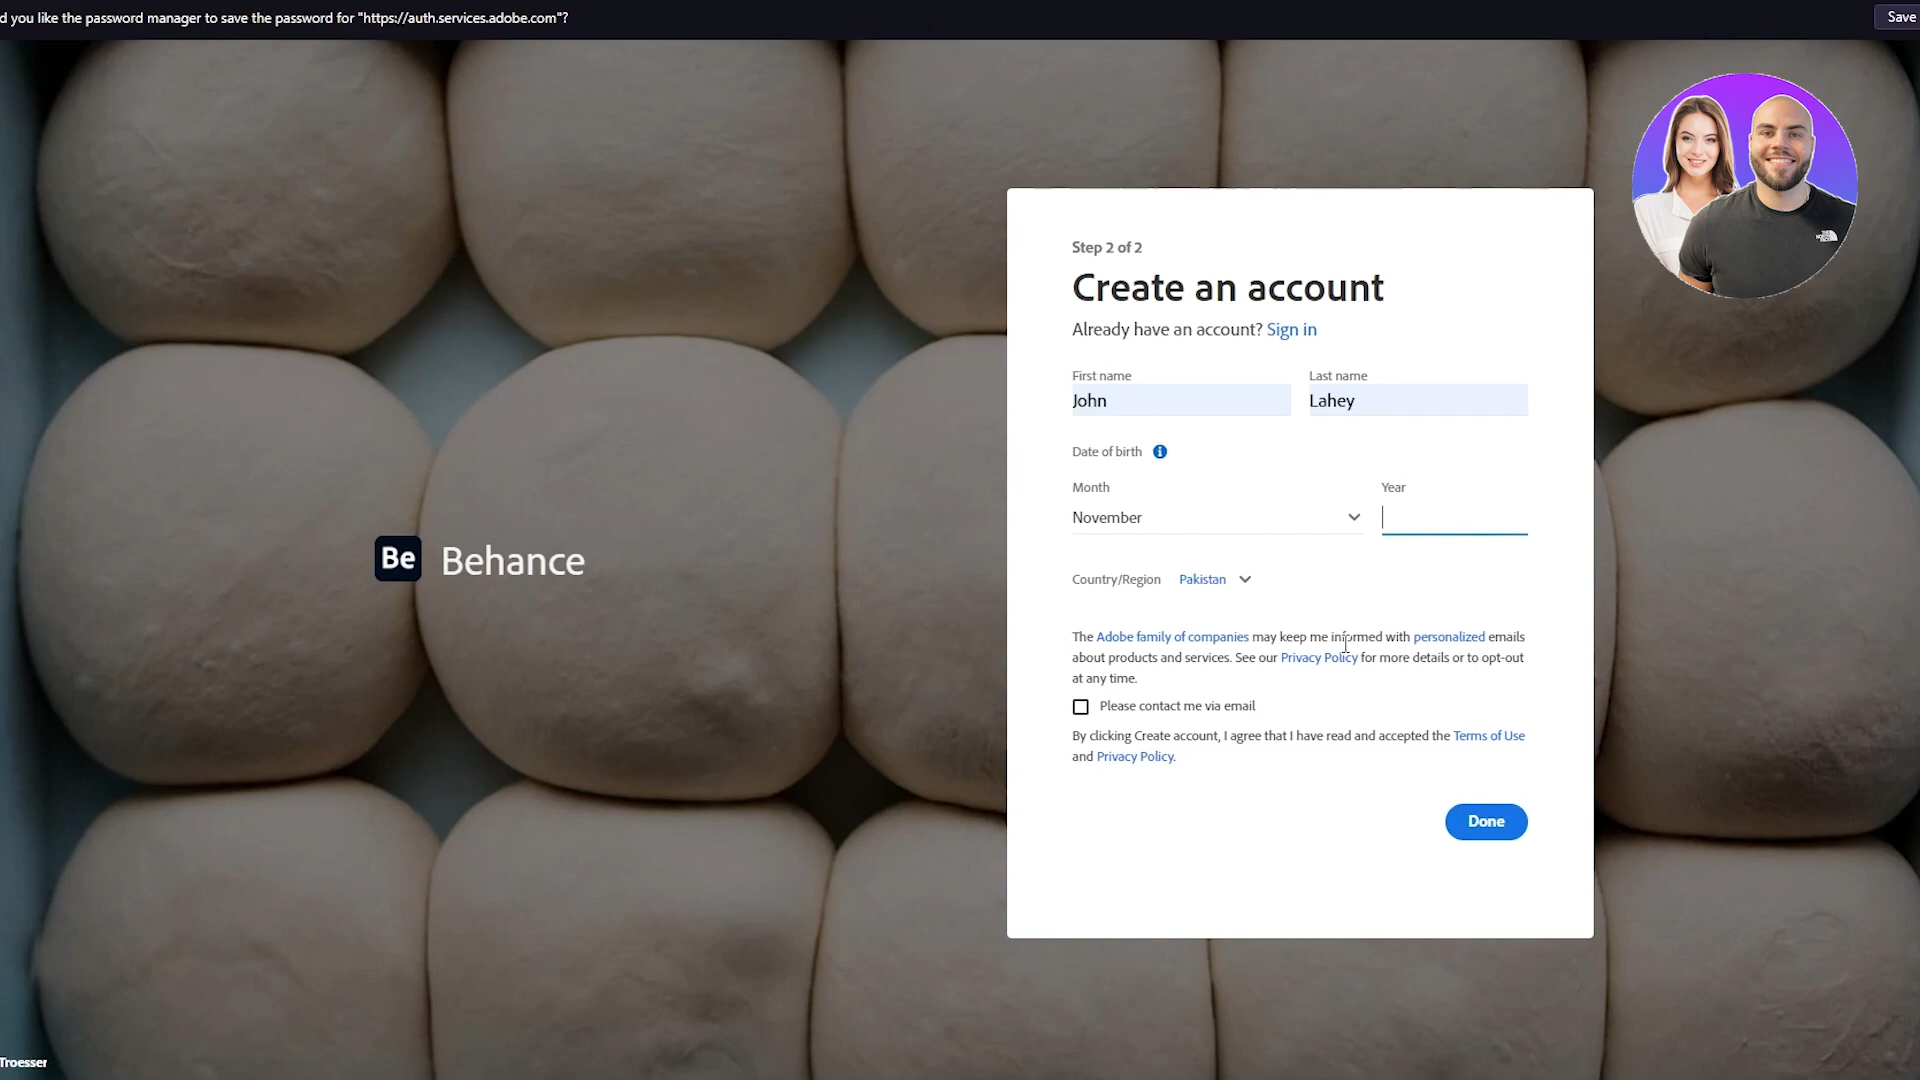 d you like the password manager to save the password for "https://auth.services.adobe.com"?
Save
Step 2 of 2
Create an account
Already have an account? Sign in
First name
Last name
John
Lahey
Date of birth
Month
Year
November
Country/Region Pakistan
The Adobe family of companies may keep me informed with personalized emails
about products and services. See our Privacy Policy for more details or to opt-out
at any time.
Please contact me via email
By clicking Create account, I agree that I have read and accepted the Terms of Use
and Privacy Policy.
Done
Be Behance
Troesser